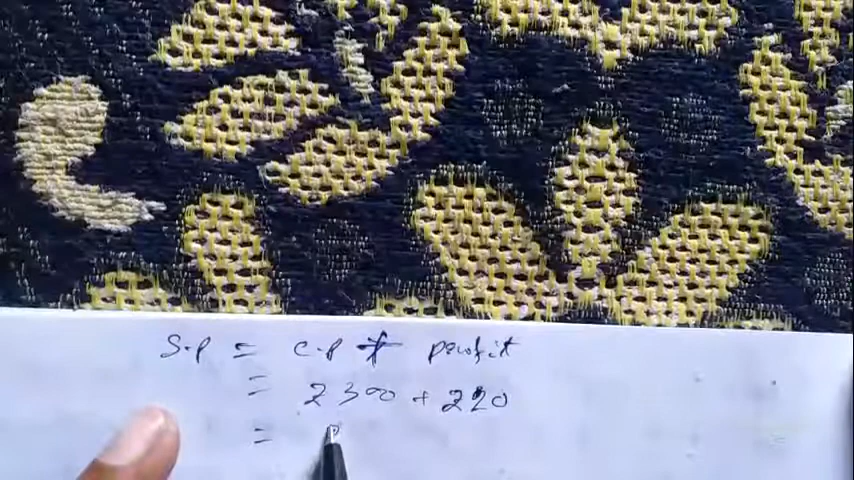 S.P = C.P + profit
= 2300 + 220
=